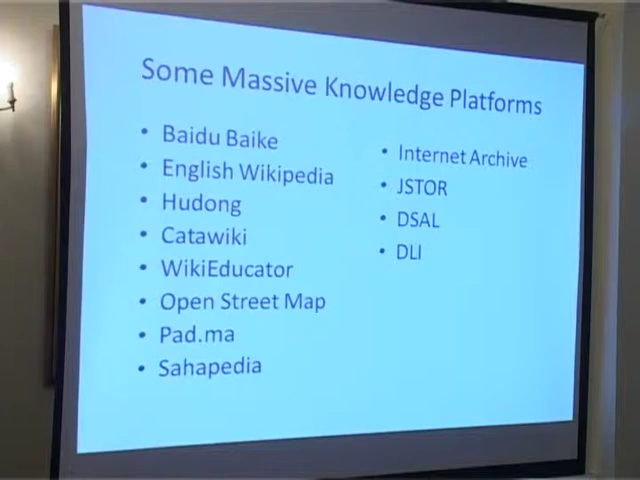 Some Massive Knowledge Platforms
• Baidu Baike
• English Wikipedia
• Hudong
• Catawiki
• WikiEducator
• Open Street Map
• Pad.ma
• Sahapedia
• Internet Archive
• JSTOR
• DSAL
• DLI